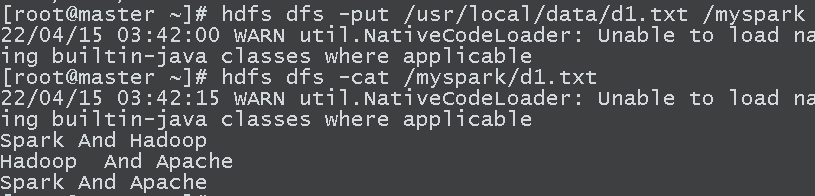 [root@master ~]# hdfs dfs -put /usr/local/data/d1.txt /myspark
22/04/15 03:42:00 WARN util.NativeCodeLoader: Unable to load na
ing builtin-java classes where applicable
[root@master ~]# hdfs dfs -cat /myspark/d1.txt
22/04/15 03:42:15 WARN util.NativeCodeLoader: Unable to load na
ing builtin-java classes where applicable
Spark And Hadoop
Hadoop  And Apache
Spark And Apache